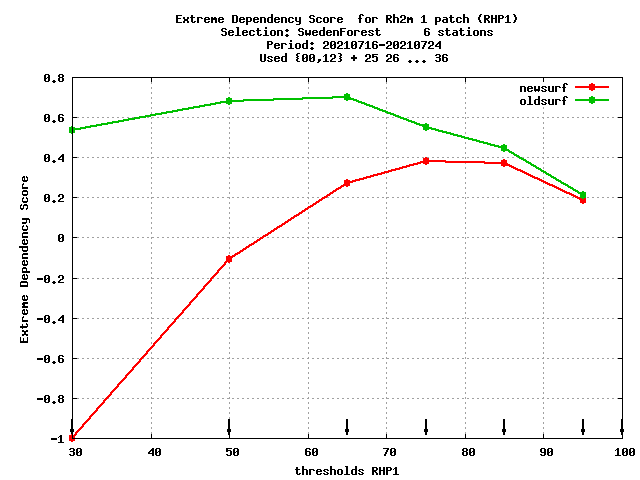 Extreme Dependency Score  for Rh2m 1 patch (RHP1)
Selection: SwedenForest      6 stations
Period: 20210716-20210724
Used {00,12} + 25 26 ... 36
newsurf
oldsurf
0.8
0.6
0.4
0.2
0
-0.2
-0.4
-0.6
-0.8
-1
Extreme Dependency Score
30 40 50 60 70 80 90 100
thresholds RHP1